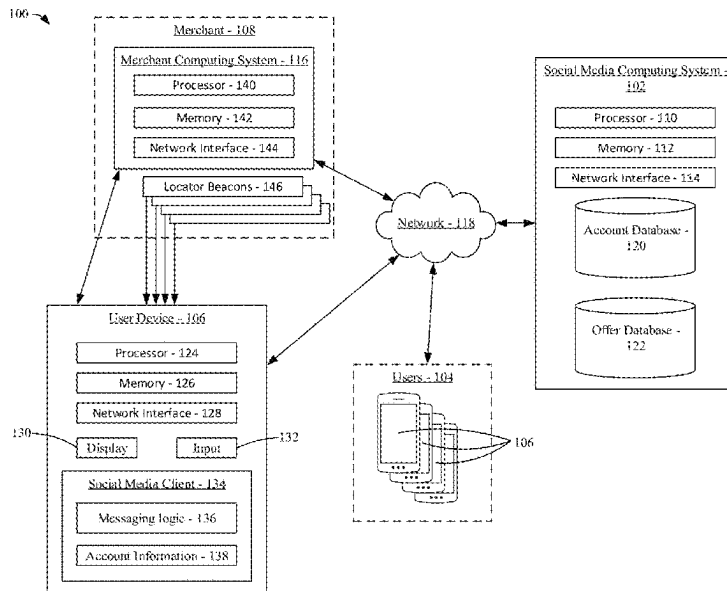 100
Merchant - 108
Merchant Computing System - 116
Processor - 140
Memory - 142
Network Interface - 144
Locator Beacons - 146
Social Media Computing System -
102
Processor - 110
Memory - 112
Network Interface - 114
Account Database -
120
Offer Database -
122
Network - 118
User Device - 106
Processor - 124
Memory - 126
Network Interface - 128
130
Display
Input
132
Social Media Client - 134
Messaging logic - 136
Account Information - 138
Users - 104
106